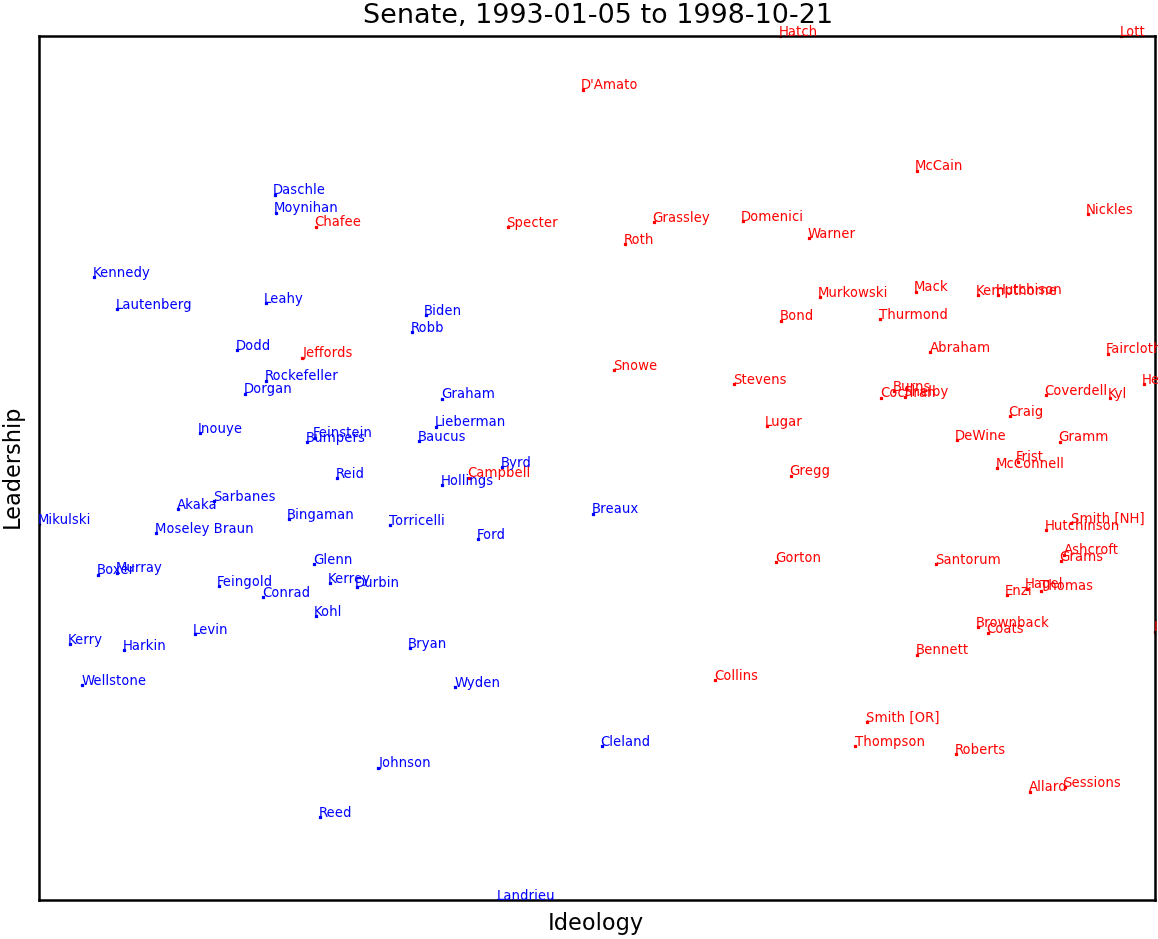 Senate, 1993-01-05 to 1998-10-21
Hatch
Lott
D'Amato
McCain
Daschle
Moynihan
Nickles
Chafee
Specter
Grassley
Domenici
Warner
Roth
Kennedy
Mack
Kempthorne
Hutchison
Murkowski
Leahy
Lautenberg
Biden
Bond
Thurmond
Robb
Dodd
Abraham
Faircloth
Jeffords
Snowe
Rockefeller
Stevens
He
Dorgan
Burns
Shelby
Cochran
Coverdell
Kyl
Graham
Craig
Lieberman
Lugar
Inouye
Feinstein
Bumpers
Baucus
DeWine
Gramm
Frist
Byrd
McConnell
Campbell
Gregg
Reid
Hollings
Sarbanes
Akaka
Breaux
Bingaman
Mikulski
Torricelli
Smith [NH]
Hutchinson
Moseley Braun
Ford
Ashcroft
Grams
Glenn
Gorton
Santorum
Boxer
Murray
Feingold
Kerrey
Durbin
Hagel
Thomas
Enzi
Conrad
Kohl
Brownback
Coats
Levin
Kerry
Harkin
Bryan
Bennett
Collins
Wellstone
Wyden
Smith [OR]
Cleland
Thompson
Roberts
Johnson
Sessions
Allard
Reed
Landrieu
Leadership
Ideology